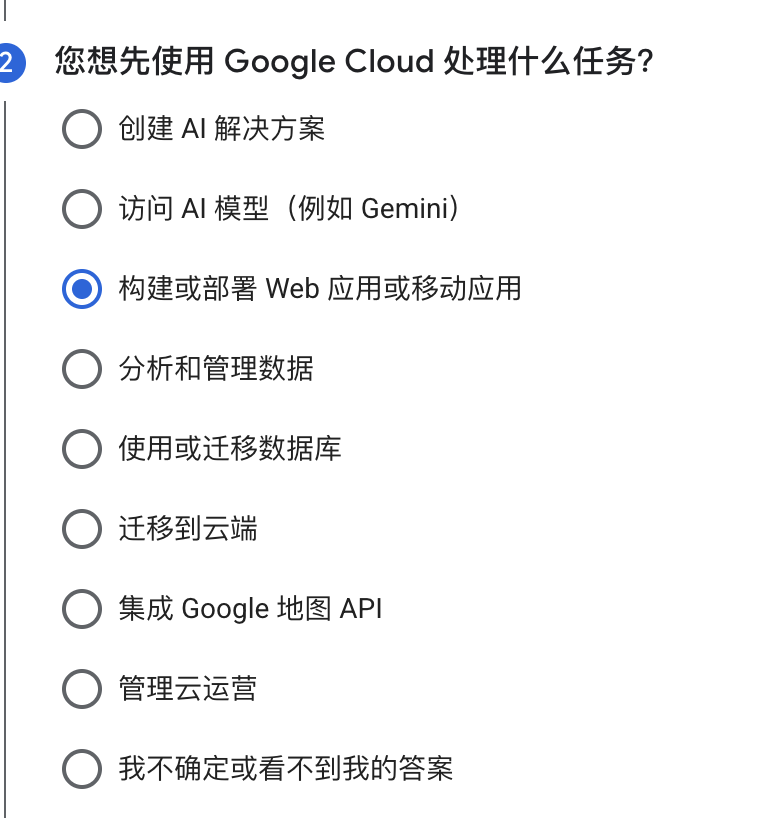 2 您想先使用 Google Cloud 处理什么任务?
创建 AI 解决方案
访问 AI 模型（例如 Gemini）
构建或部署 Web 应用或移动应用
分析和管理数据
使用或迁移数据库
迁移到云端
集成 Google 地图 API
管理云运营
我不确定或看不到我的答案